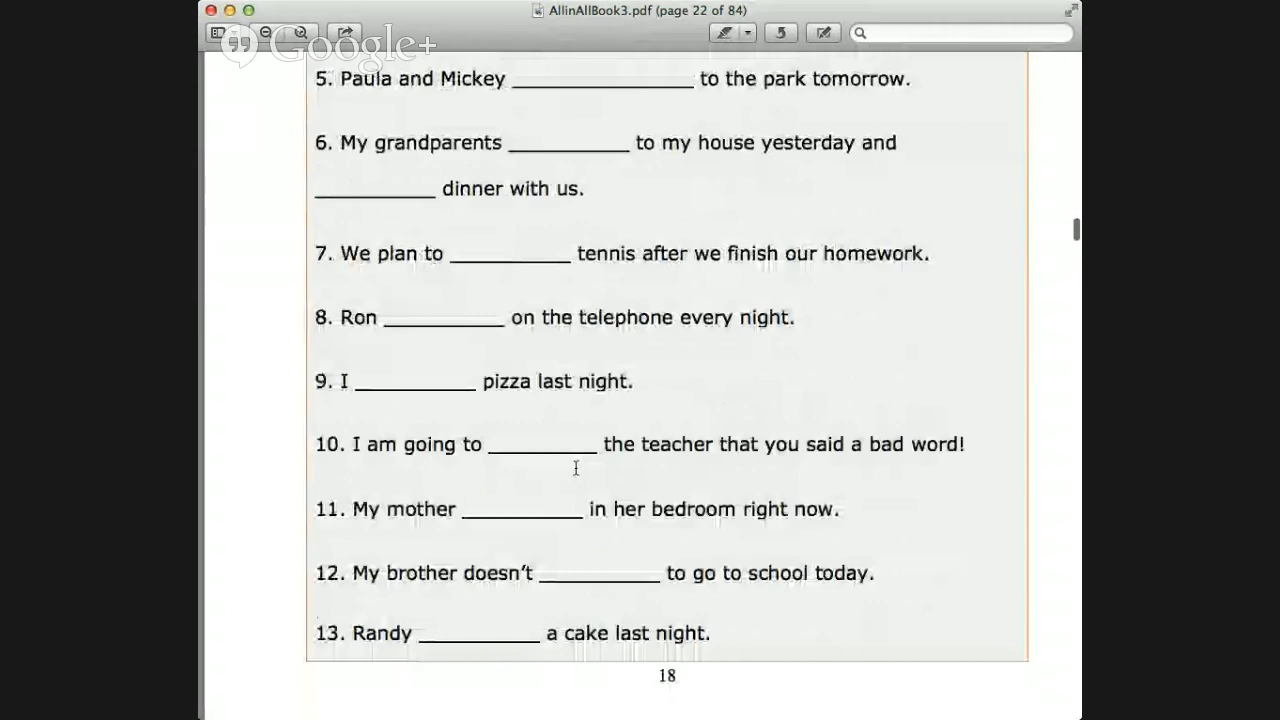 AllinAllBook3.pdf (page 22 of 84)
Google+
5. Paula and Mickey _________________ to the park tomorrow.
6. My grandparents ___________ to my house yesterday and
___________ dinner with us.
7. We plan to ___________ tennis after we finish our homework.
8. Ron ___________ on the telephone every night.
9. I ___________ pizza last night.
10. I am going to __________ the teacher that you said a bad word!
11. My mother ___________ in her bedroom right now.
12. My brother doesn’t ___________ to go to school today.
13. Randy ___________ a cake last night.
18